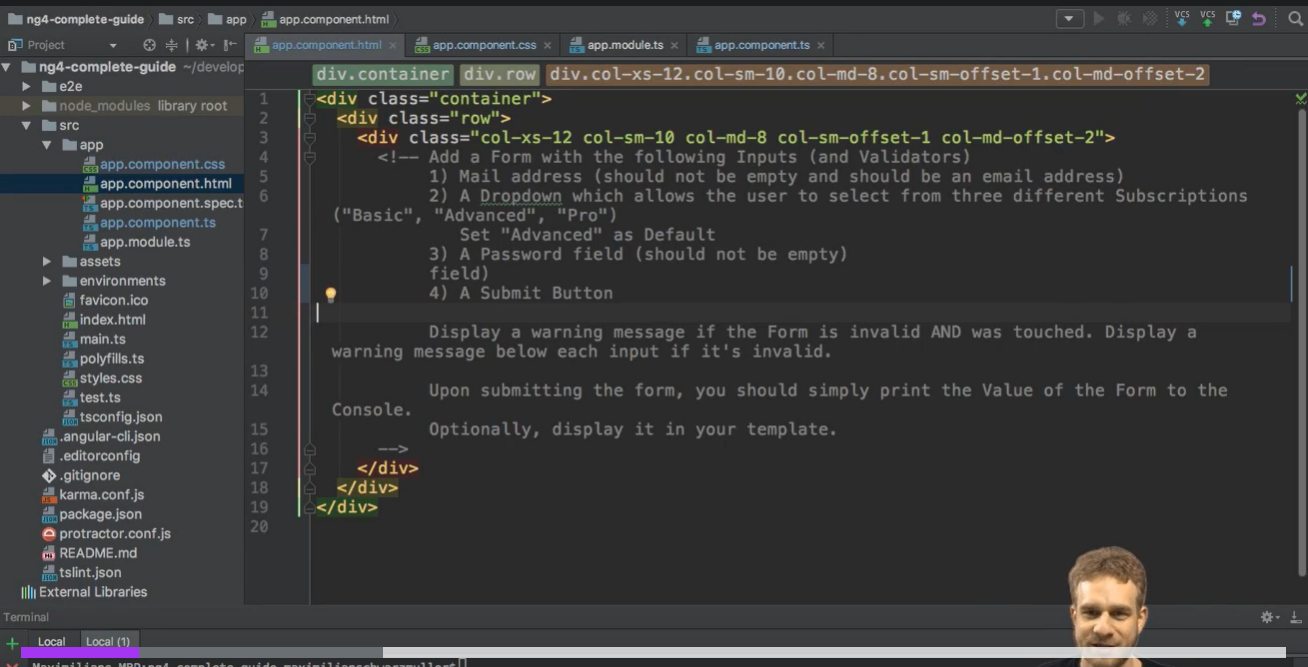 ng4-complete-guide src app app.component.html
VCS VCS
Project
app.component.html × app.component.css × app.module.ts × app.component.ts ×
ng4-complete-guide ~/develop
e2e
node_modules library root
src
app
app.component.css
app.component.html
app.component.spec.t
app.component.ts
app.module.ts
assets
environments
favicon.ico
index.html
main.ts
polyfills.ts
styles.css
test.ts
tsconfig.json
.angular-cli.json
.editorconfig
.gitignore
karma.conf.js
package.json
protractor.conf.js
README.md
tslint.json
External Libraries
div.container div.row div.col-xs-12.col-sm-10.col-md-8.col-sm-offset-1.col-md-offset-2
1 <div class="container">
2 <div class="row">
3 <div class="col-xs-12 col-sm-10 col-md-8 col-sm-offset-1 col-md-offset-2">
4 <!-- Add a Form with the following Inputs (and Validators)
5 1) Mail address (should not be empty and should be an email address)
6 2) A Dropdown which allows the user to select from three different Subscriptions
("Basic", "Advanced", "Pro")
7 Set "Advanced" as Default
8 3) A Password field (should not be empty)
9 field)
10 4) A Submit Button
11
12 Display a warning message if the Form is invalid AND was touched. Display a
warning message below each input if it's invalid.
13
14 Upon submitting the form, you should simply print the Value of the Form to the
Console.
15 Optionally, display it in your template.
16 -->
17 </div>
18 </div>
19 </div>
20
Terminal
+ Local Local (1)